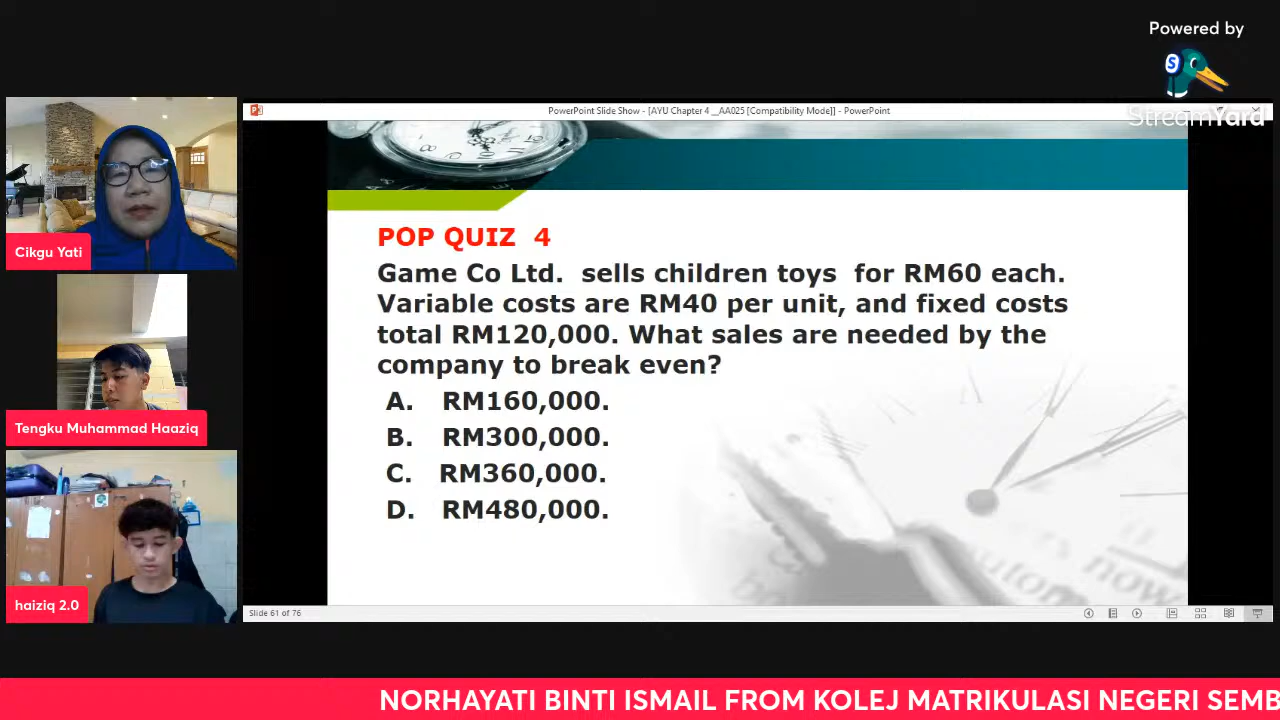 Powered by
S
StreamYard
PowerPoint Slide Show - [AYU Chapter 4 __AA025 [Compatibility Mode]] - PowerPoint
Cikgu Yati
Tengku Muhammad Haaziq
haiziq 2.0
POP QUIZ 4
Game Co Ltd. sells children toys for RM60 each.
Variable costs are RM40 per unit, and fixed costs
total RM120,000. What sales are needed by the
company to break even?
A. RM160,000.
B. RM300,000.
C. RM360,000.
D. RM480,000.
now
Slide 61 of 76
NORHAYATI BINTI ISMAIL FROM KOLEJ MATRIKULASI NEGERI SEMB